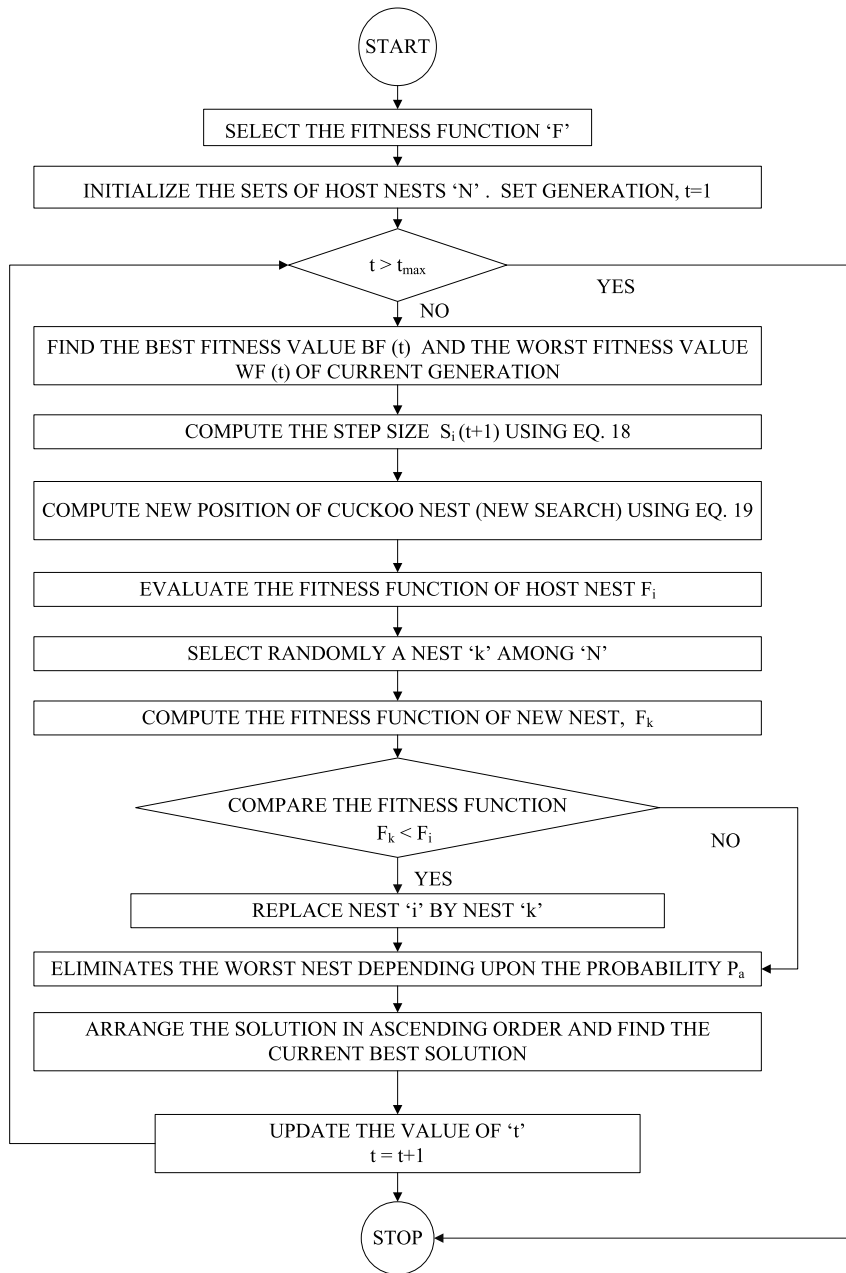 START
SELECT THE FITNESS FUNCTION ‘F’
INITIALIZE THE SETS OF HOST NESTS ‘N’ . SET GENERATION, t=1
t > tmax
YES
NO
FIND THE BEST FITNESS VALUE BF (t) AND THE WORST FITNESS VALUE
WF (t) OF CURRENT GENERATION
COMPUTE THE STEP SIZE Si (t+1) USING EQ. 18
COMPUTE NEW POSITION OF CUCKOO NEST (NEW SEARCH) USING EQ. 19
EVALUATE THE FITNESS FUNCTION OF HOST NEST Fi
SELECT RANDOMLY A NEST ‘k’ AMONG ‘N’
COMPUTE THE FITNESS FUNCTION OF NEW NEST, Fk
COMPARE THE FITNESS FUNCTION
Fk < Fi
NO
YES
REPLACE NEST ‘i’ BY NEST ‘k’
ELIMINATES THE WORST NEST DEPENDING UPON THE PROBABILITY Pa
ARRANGE THE SOLUTION IN ASCENDING ORDER AND FIND THE
CURRENT BEST SOLUTION
UPDATE THE VALUE OF ‘t’
t = t+1
STOP